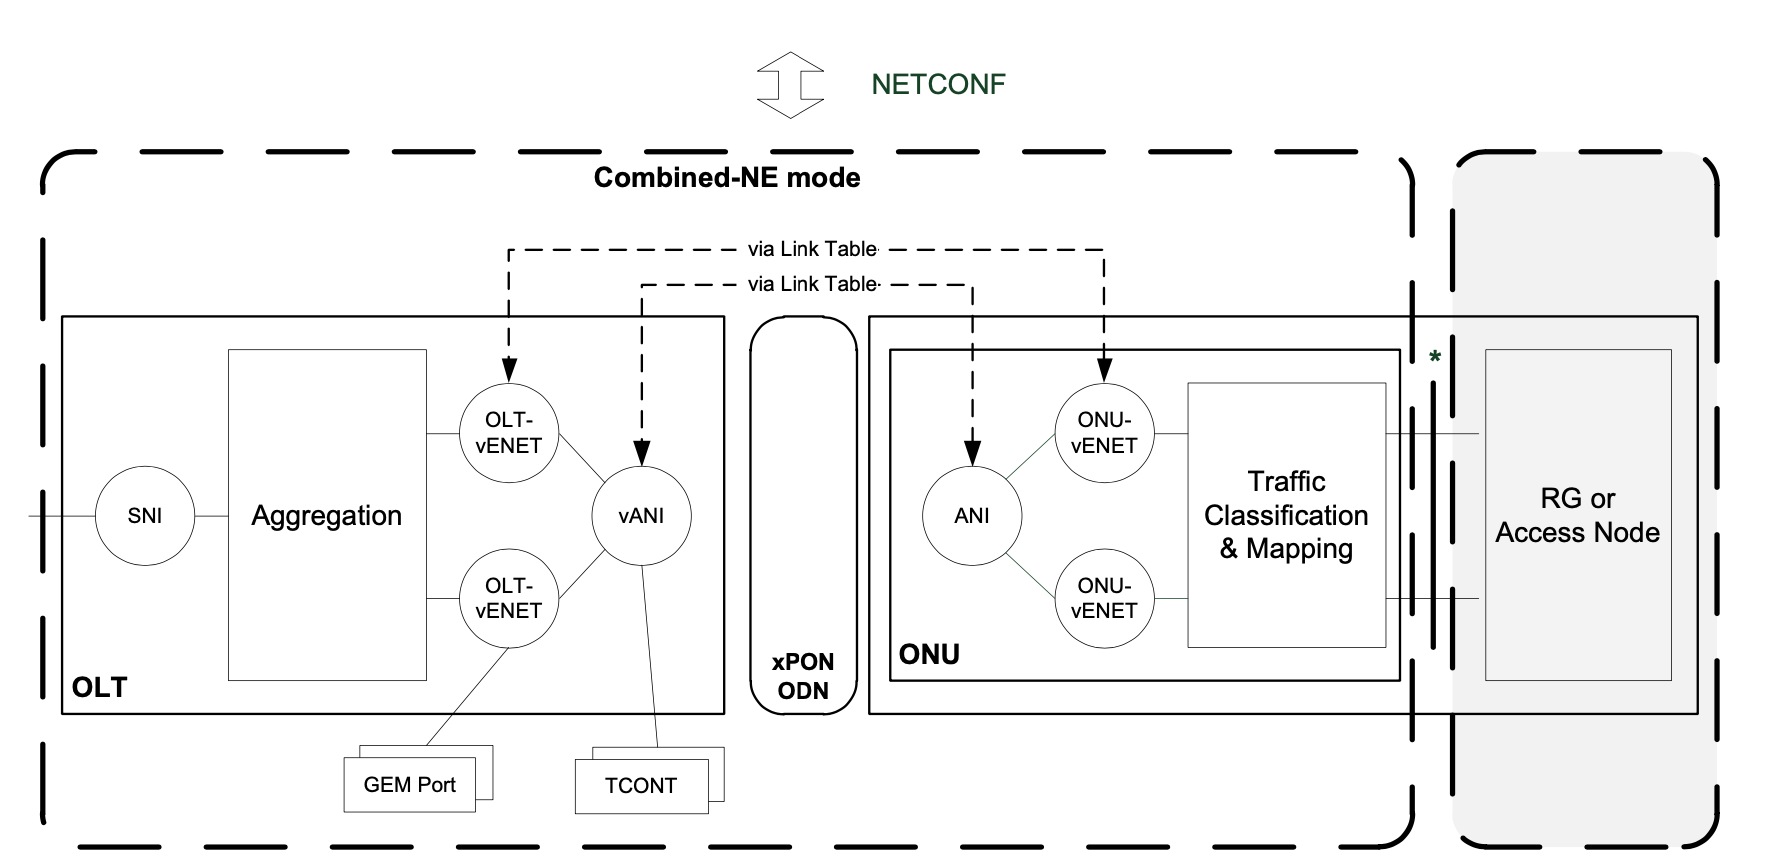 NETCONF
Combined-NE mode
via Link Table
via Link Table
*
OLT-
vENET
ONU-
vENET
SNI
Aggregation
vANI
ANI
Traffic
Classification
& Mapping
RG or
Access Node
OLT-
vENET
ONU-
vENET
OLT
xPON
ODN
ONU
GEM Port
TCONT